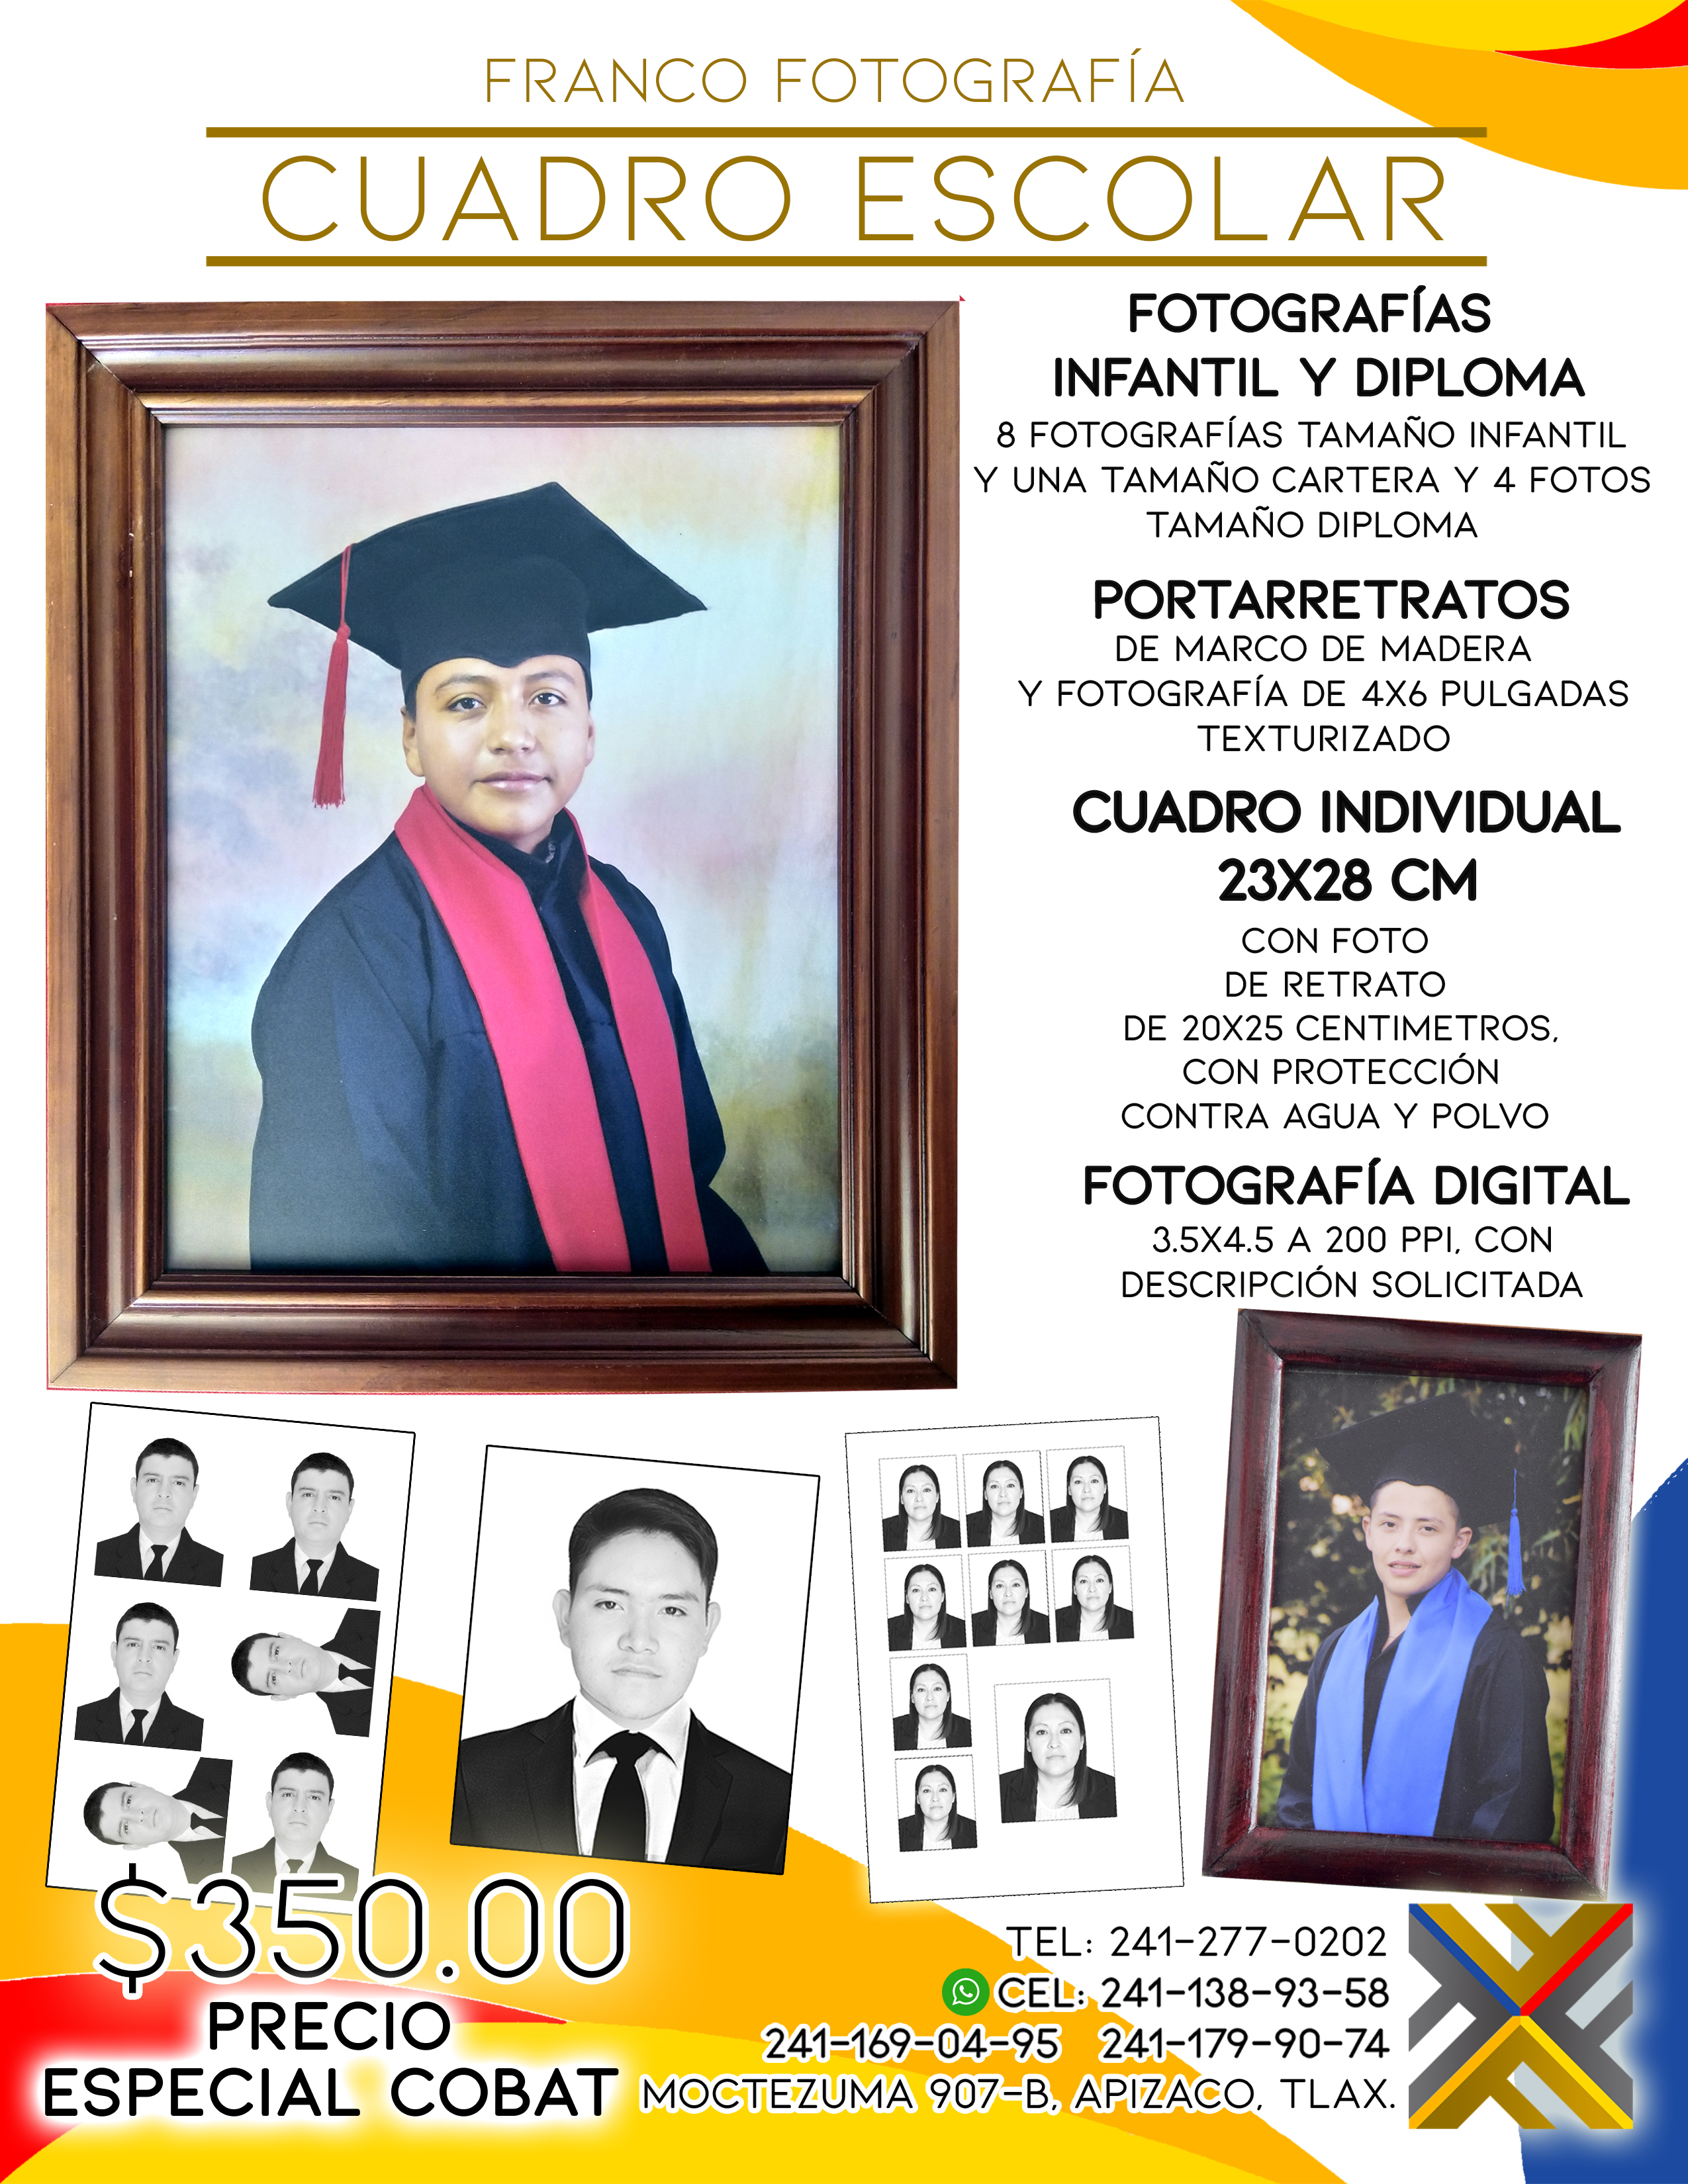 FRANCO FOTOGRAFÍA
CUADRO ESCOLAR
FOTOGRAFÍAS
INFANTIL Y DIPLOMA
8 FOTOGRAFÍAS TAMAÑO INFANTIL
Y UNA TAMAÑO CARTERA Y 4 FOTOS
TAMAÑO DIPLOMA
PORTARRETRATOS
DE MARCO DE MADERA
Y FOTOGRAFÍA DE 4X6 PULGADAS
TEXTURIZADO
CUADRO INDIVIDUAL
23X28 CM
CON FOTO
DE RETRATO
DE 20X25 CENTIMETROS,
CON PROTECCIÓN
CONTRA AGUA Y POLVO
FOTOGRAFÍA DIGITAL
3.5X4.5 A 200 PPI, CON
DESCRIPCIÓN SOLICITADA
$350.00
PRECIO
ESPECIAL COBAT
TEL: 241-277-0202
CEL: 241-138-93-58
241-169-04-95 241-179-90-74
MOCTEZUMA 907-B, APIZACO, TLAX.